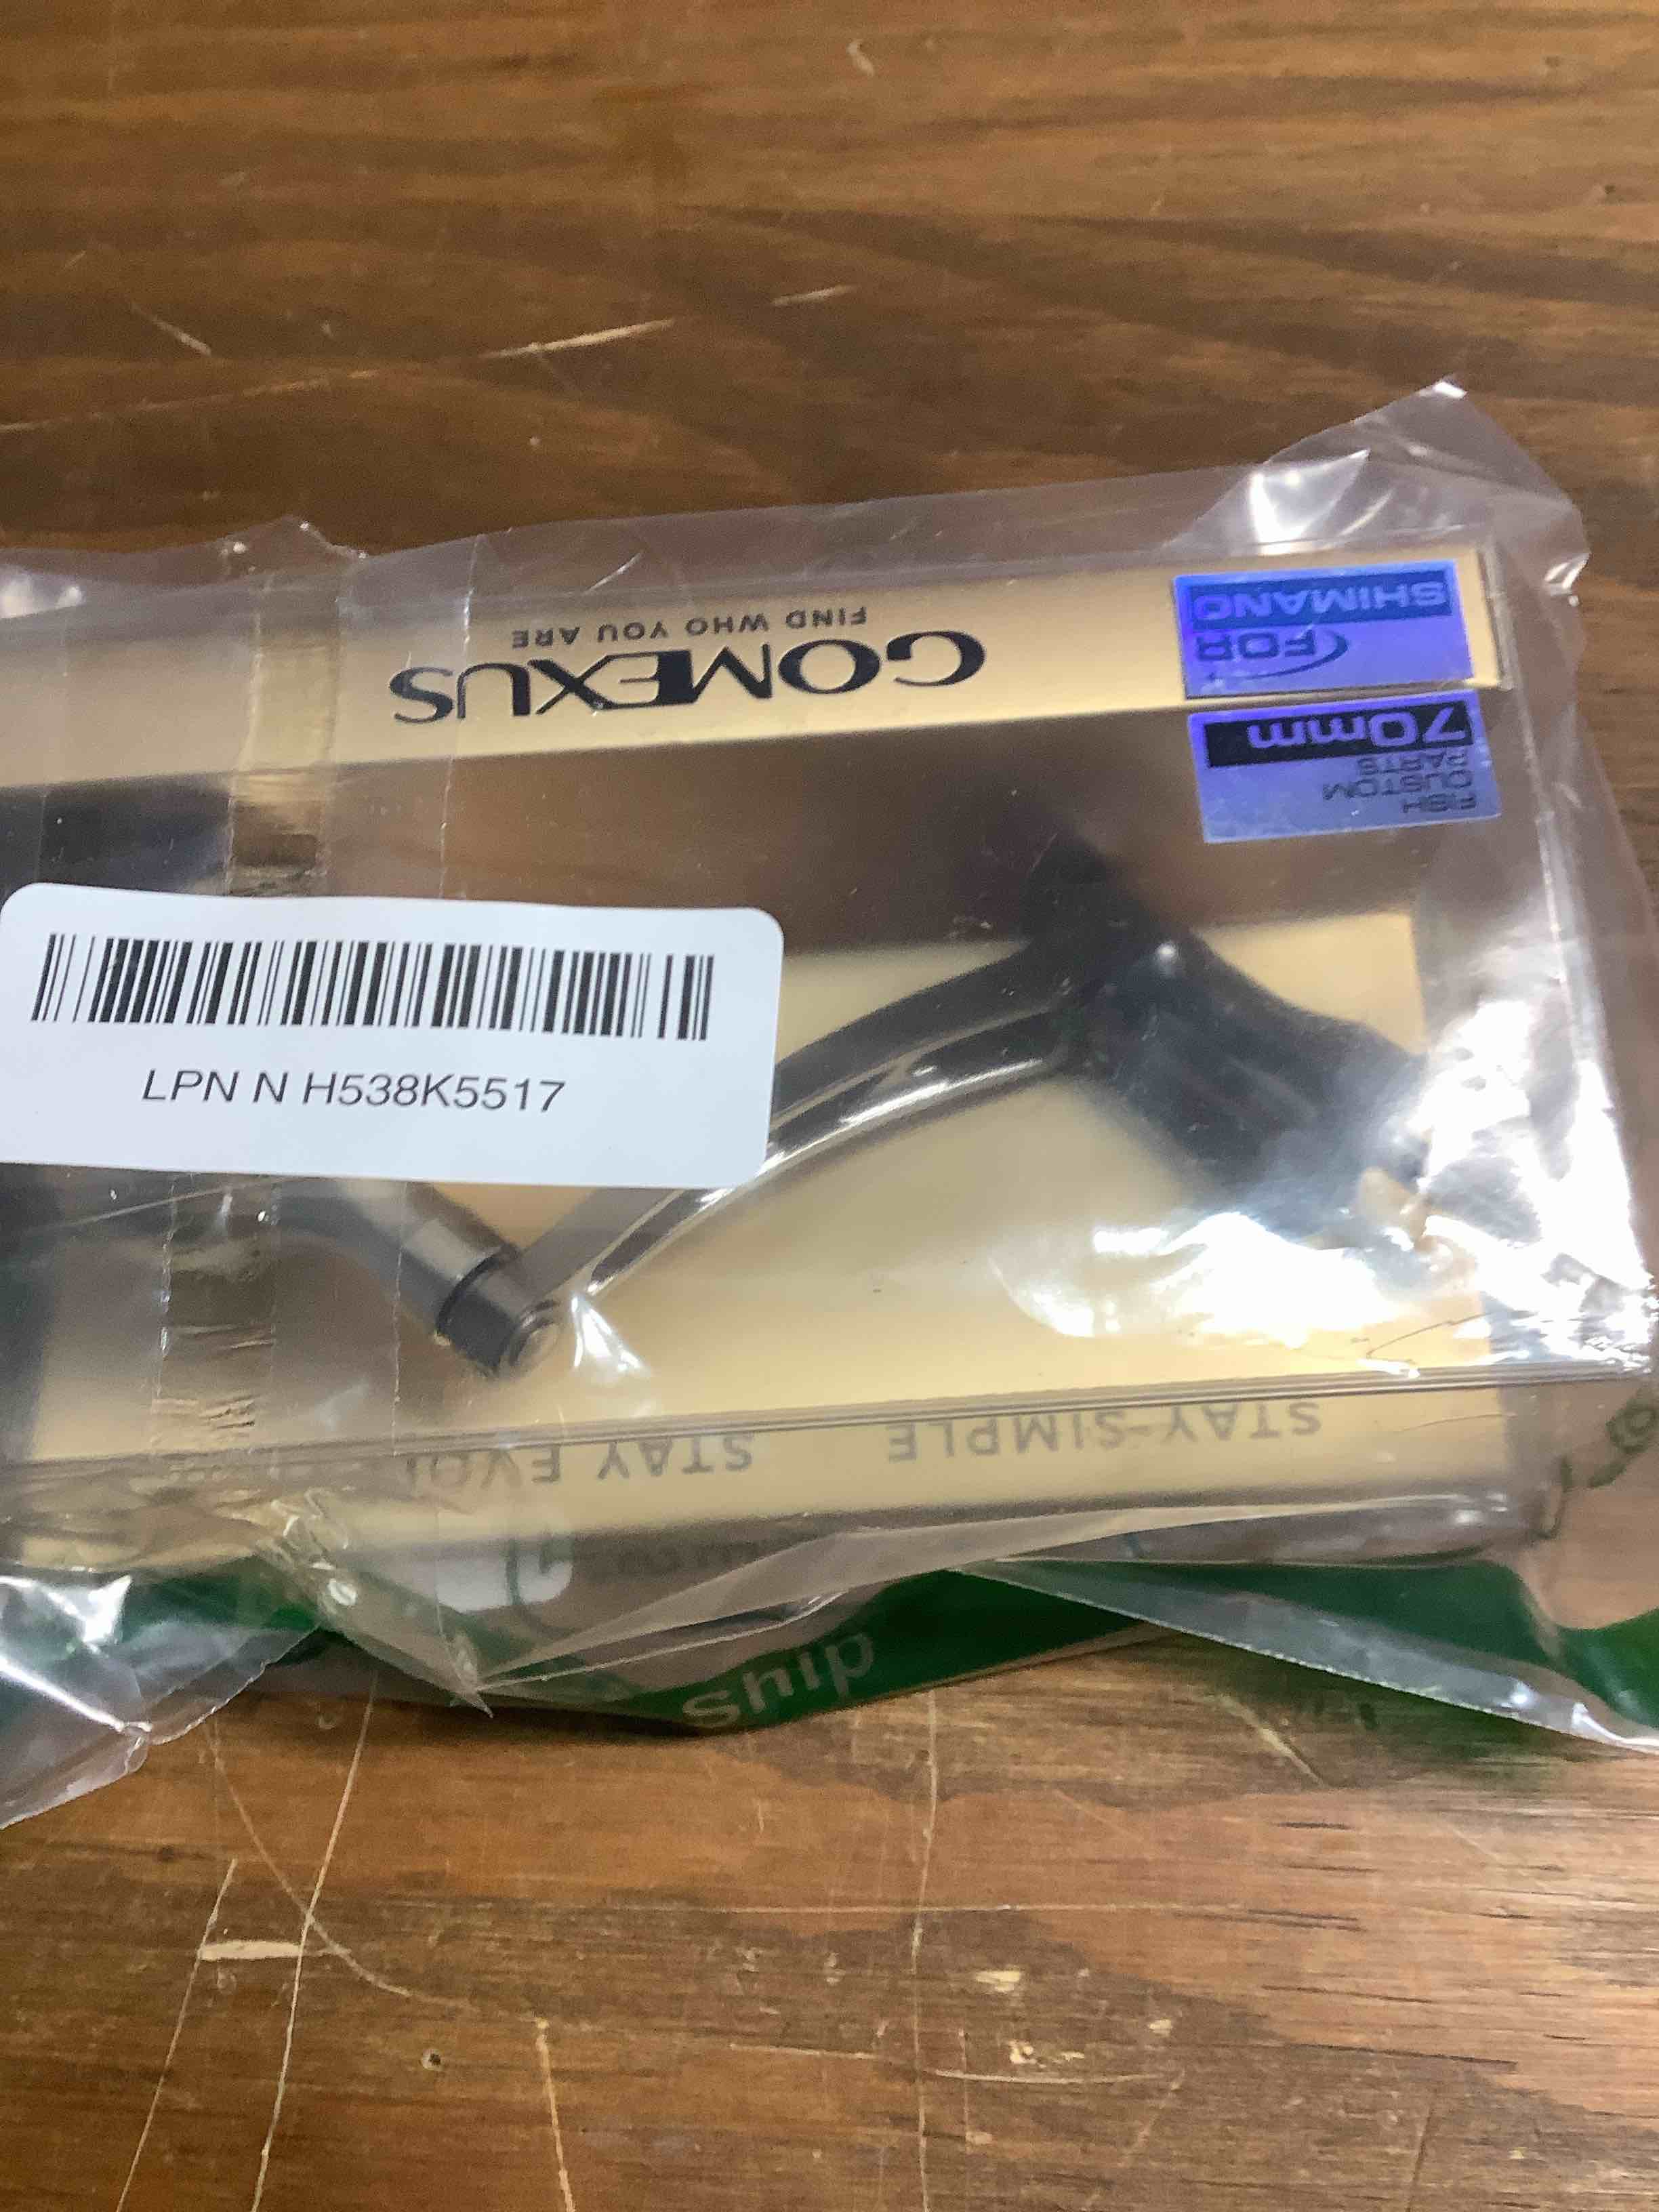 GOMEXUS
FIND WHO YOU ARE
FOR
SHIMANO
FISH
CUSTOM
PARTS
70mm
LPN N H538K5517
STAY SIMPLE STAY
ship